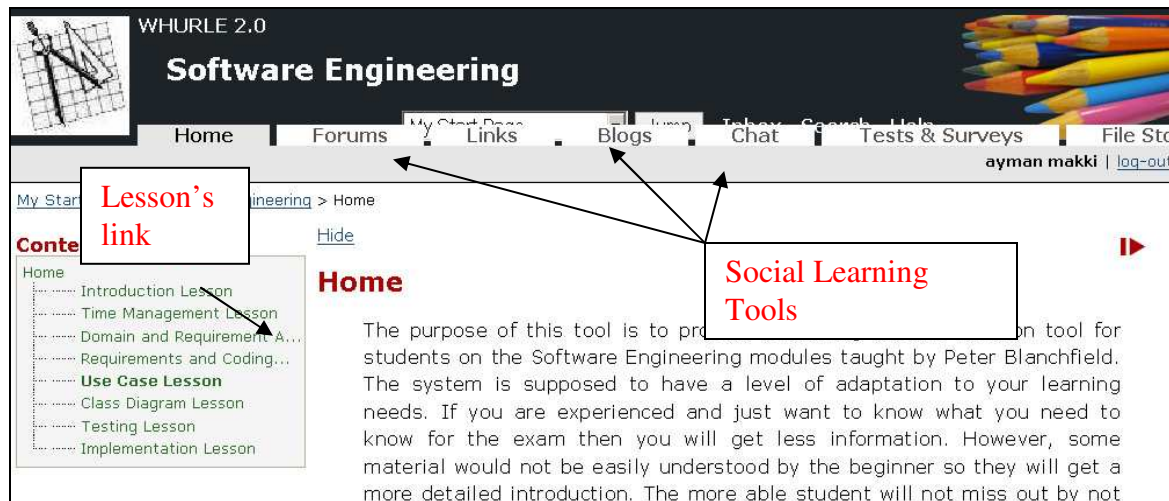 WHURLE 2.0
Software Engineering
My Start Page Jump Inbox Search Help
Home Forums Links Blogs Chat Tests & Surveys File Sto
ayman makki | log-out
My Star ineering > Home
Lesson's
link
Conte
Home
Introduction Lesson
Time Management Lesson
Domain and Requirement A...
Requirements and Coding...
Use Case Lesson
Class Diagram Lesson
Testing Lesson
Implementation Lesson
Hide
Social Learning
Tools
Home
The purpose of this tool is to pro on tool for
students on the Software Engineering modules taught by Peter Blanchfield.
The system is supposed to have a level of adaptation to your learning
needs. If you are experienced and just want to know what you need to
know for the exam then you will get less information. However, some
material would not be easily understood by the beginner so they will get a
more detailed introduction. The more able student will not miss out by not